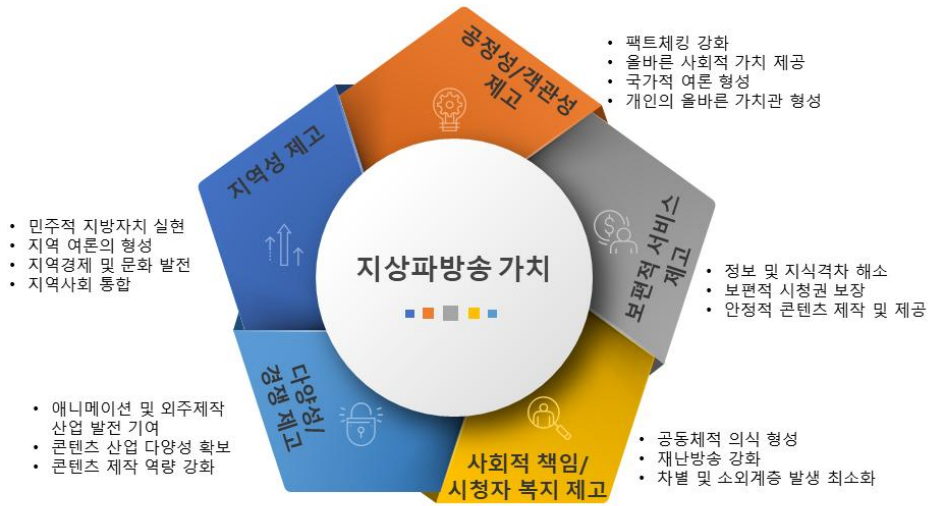 지상파방송 가치
공정성/객관성
제고
• 팩트체킹 강화
• 올바른 사회적 가치 제공
• 국가적 여론 형성
• 개인의 올바른 가치관 형성
보편적 서비스
제고
• 정보 및 지식격차 해소
• 보편적 시청권 보장
• 안정적 콘텐츠 제작 및 제공
사회적 책임/
시청자 복지 제고
• 공동체적 의식 형성
• 재난방송 강화
• 차별 및 소외계층 발생 최소화
다양성/
경쟁 제고
• 애니메이션 및 외주제작
산업 발전 기여
• 콘텐츠 산업 다양성 확보
• 콘텐츠 제작 역량 강화
지역성 제고
• 민주적 지방자치 실현
• 지역 여론의 형성
• 지역경제 및 문화 발전
• 지역사회 통합